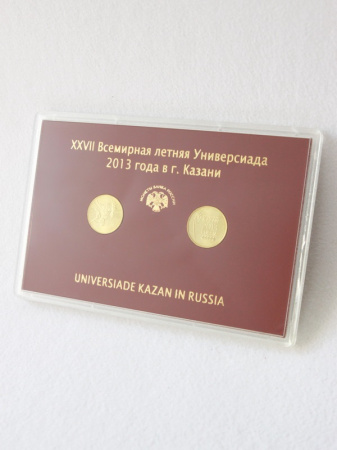 XXVII Всемирная летняя Универсиада
2013 года в г. Казани
UNIVERSIADE KAZAN IN RUSSIA